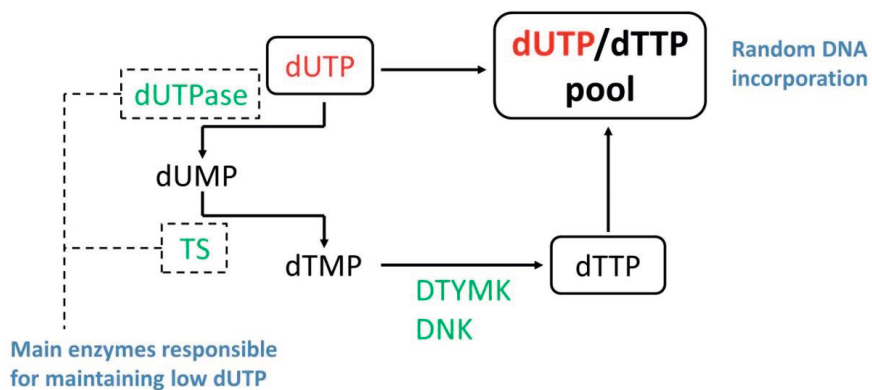 dUTP
dUTP/dTTP
pool
Random DNA
incorporation
dUTPase
dUMP
TS
dTMP
dTTP
DTYMK
DNK
Main enzymes responsible
for maintaining low dUTP